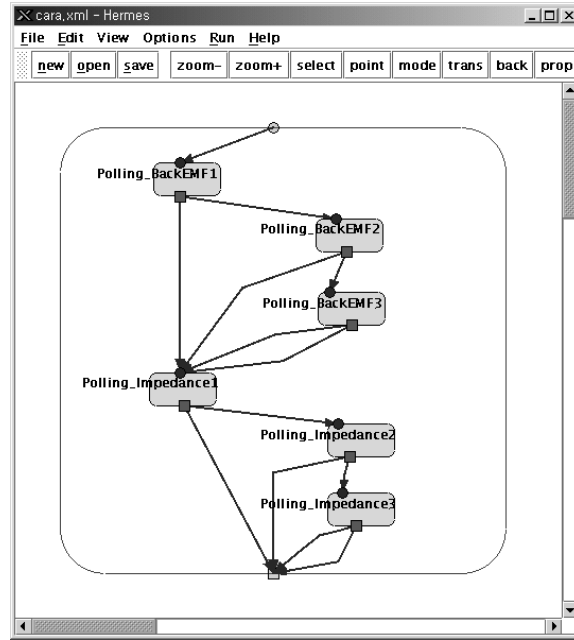 cara.xml - Hermes
File Edit View Options Run Help
new open save zoom- zoom+ select point mode trans back prop
Polling_BackEMF1
Polling_BackEMF2
Polling_BackEMF3
Polling_Impedance1
Polling_Impedance2
Polling_Impedance3